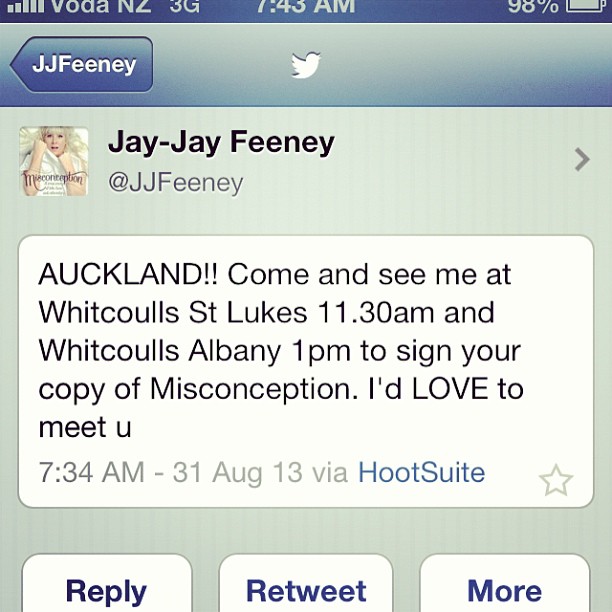 Voda NZ 3G 7:43 AM 98%
JJFeeney
Jay-Jay Feeney
Misconception
@JJFeeney
AUCKLAND!! Come and see me at
Whitcoulls St Lukes 11.30am and
Whitcoulls Albany 1pm to sign your
copy of Misconception. I'd LOVE to
meet u
7:34 AM - 31 Aug 13 via HootSuite
Reply Retweet More